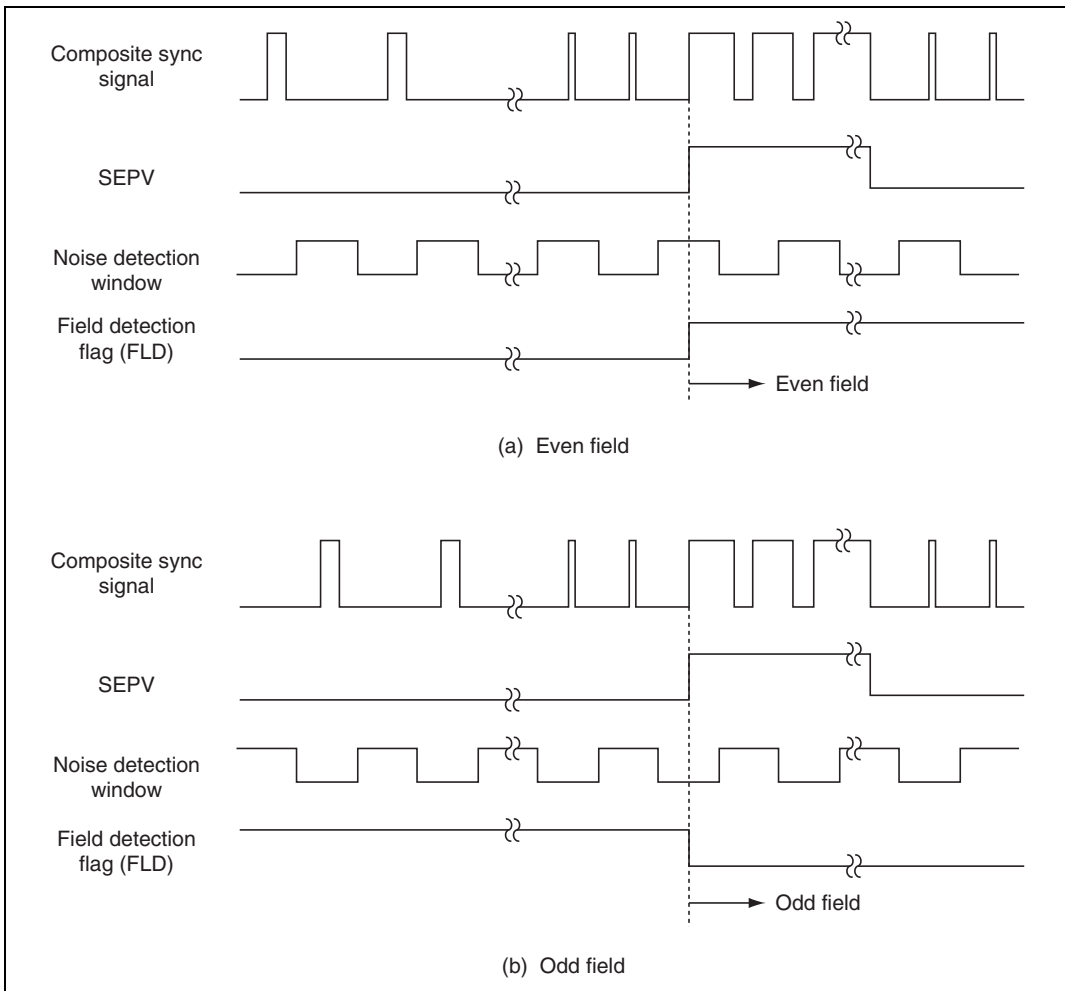 Composite sync
signal
SEPV
Noise detection
window
Field detection
flag (FLD)
Even field
(a) Even field
Composite sync
signal
SEPV
Noise detection
window
Field detection
flag (FLD)
Odd field
(b) Odd field